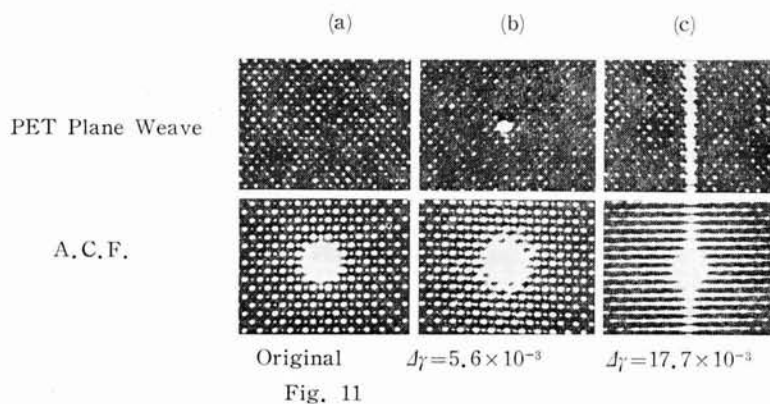 (a) (b) (c)
PET Plane Weave
A.C.F.
Original Δγ=5.6×10⁻³ Δγ=17.7×10⁻³
Fig. 11